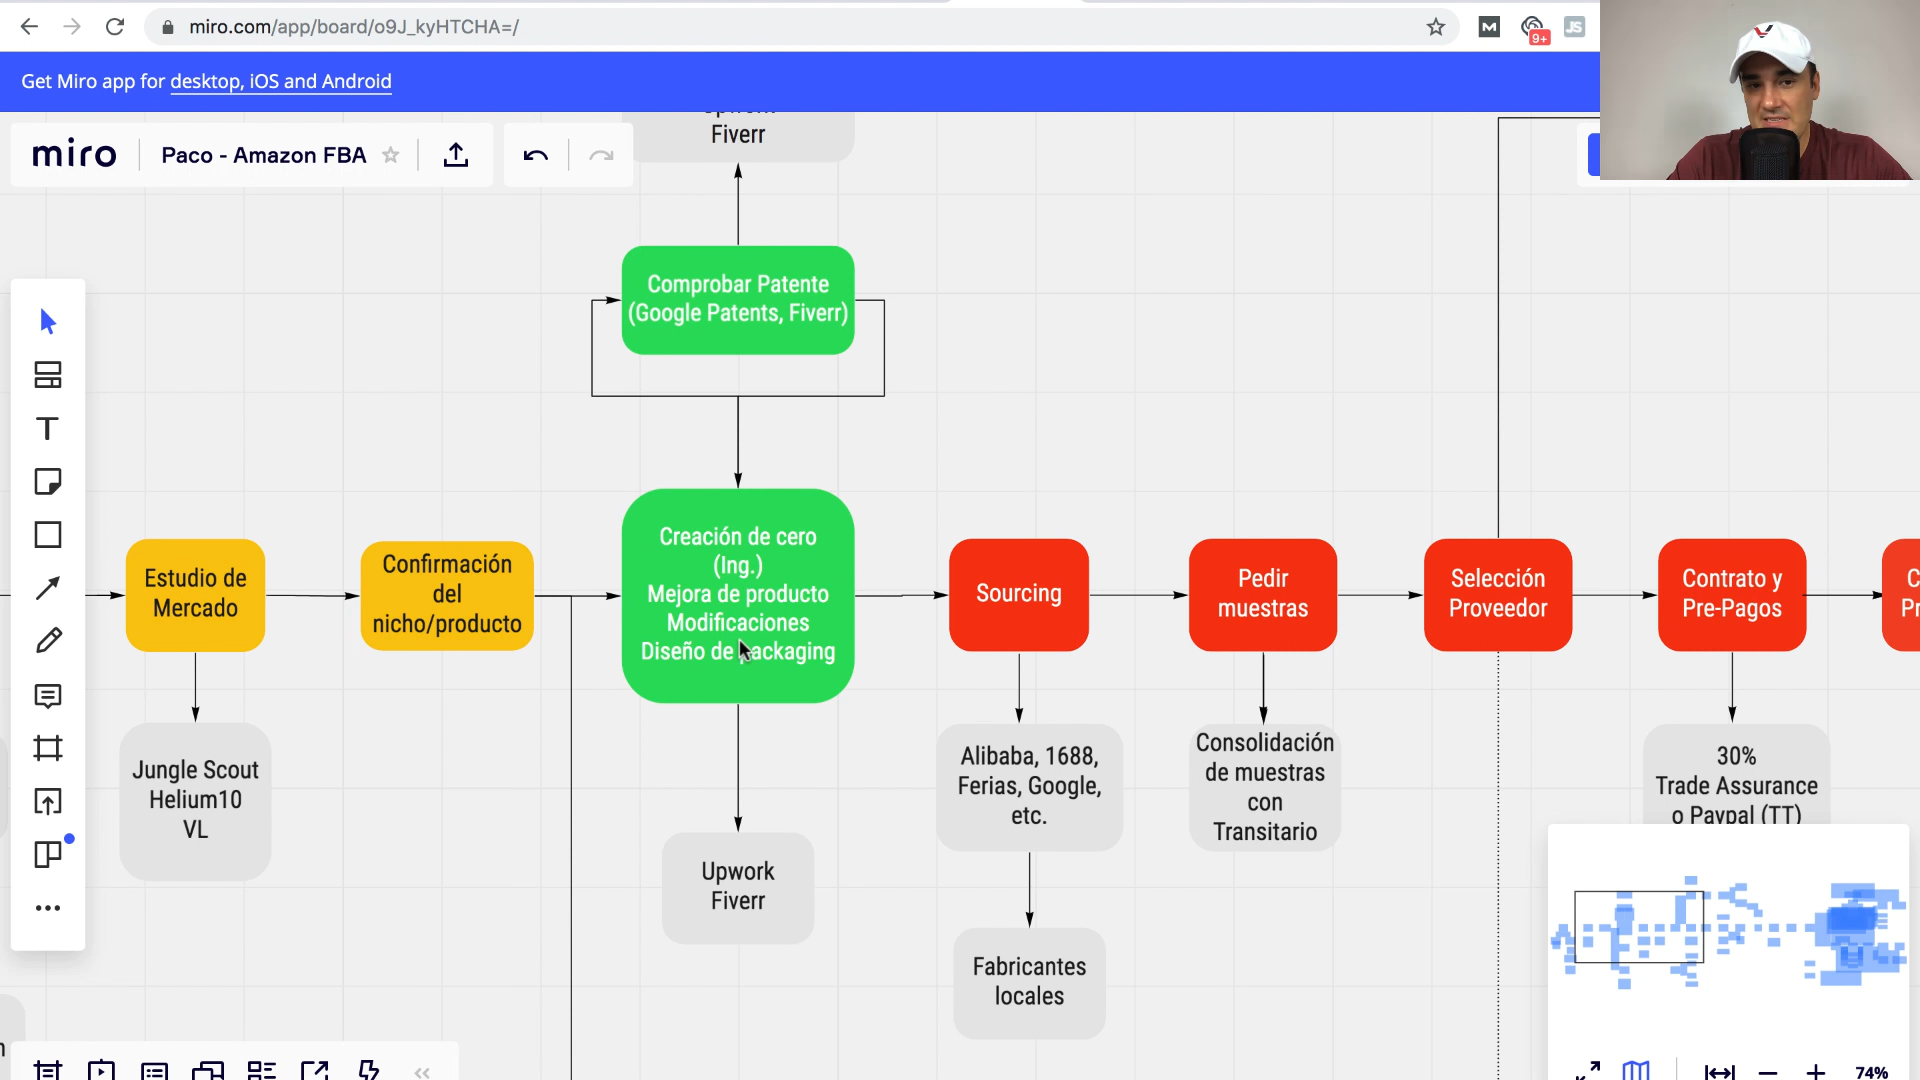 miro.com/app/board/o9J_kyHTCHA=/
9+
JS
Get Miro app for desktop, iOS and Android
miro
Paco - Amazon FBA
Fiverr
Comprobar Patente
(Google Patents, Fiverr)
Estudio de
Mercado
Confirmación
del
nicho/producto
Creación de cero
(Ing.)
Mejora de producto
Modificaciones
Diseño de packaging
Sourcing
Pedir
muestras
Selección
Proveedor
Contrato y
Pre-Pagos
Jungle Scout
Helium10
VL
Upwork
Fiverr
Alibaba, 1688,
Ferias, Google,
etc.
Fabricantes
locales
Consolidación
de muestras
con
Transitario
30%
Trade Assurance
o Paypal (TT)
74%